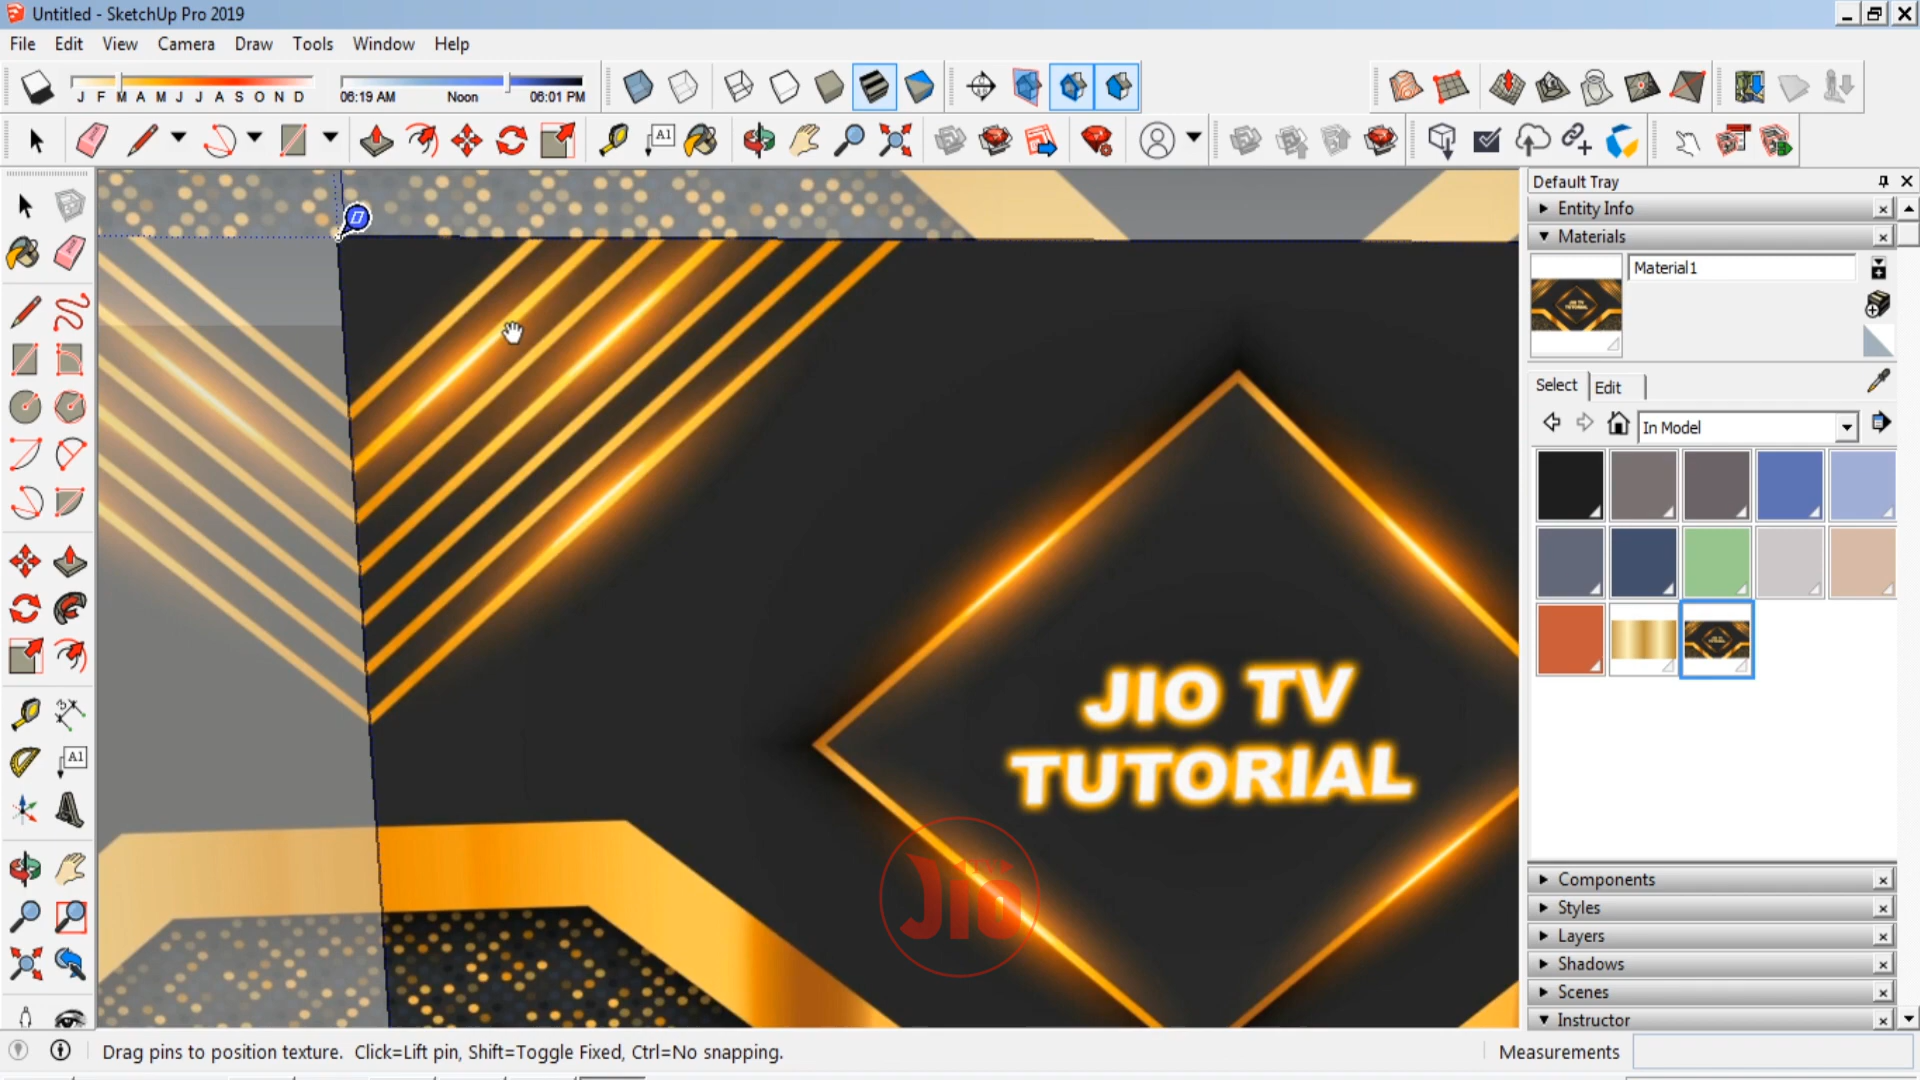 Untitled - SketchUp Pro 2019
File Edit View Camera Draw Tools Window Help
J F M A M J J A S O N D
06:19 AM Noon 06:01 PM
A1
Default Tray
Entity Info
Materials
Material1
Select Edit
In Model
A1
JIO TV
TUTORIAL
Jio
Components
Styles
Layers
Shadows
Scenes
Instructor
Drag pins to position texture. Click=Lift pin, Shift=Toggle Fixed, Ctrl=No snapping.
Measurements